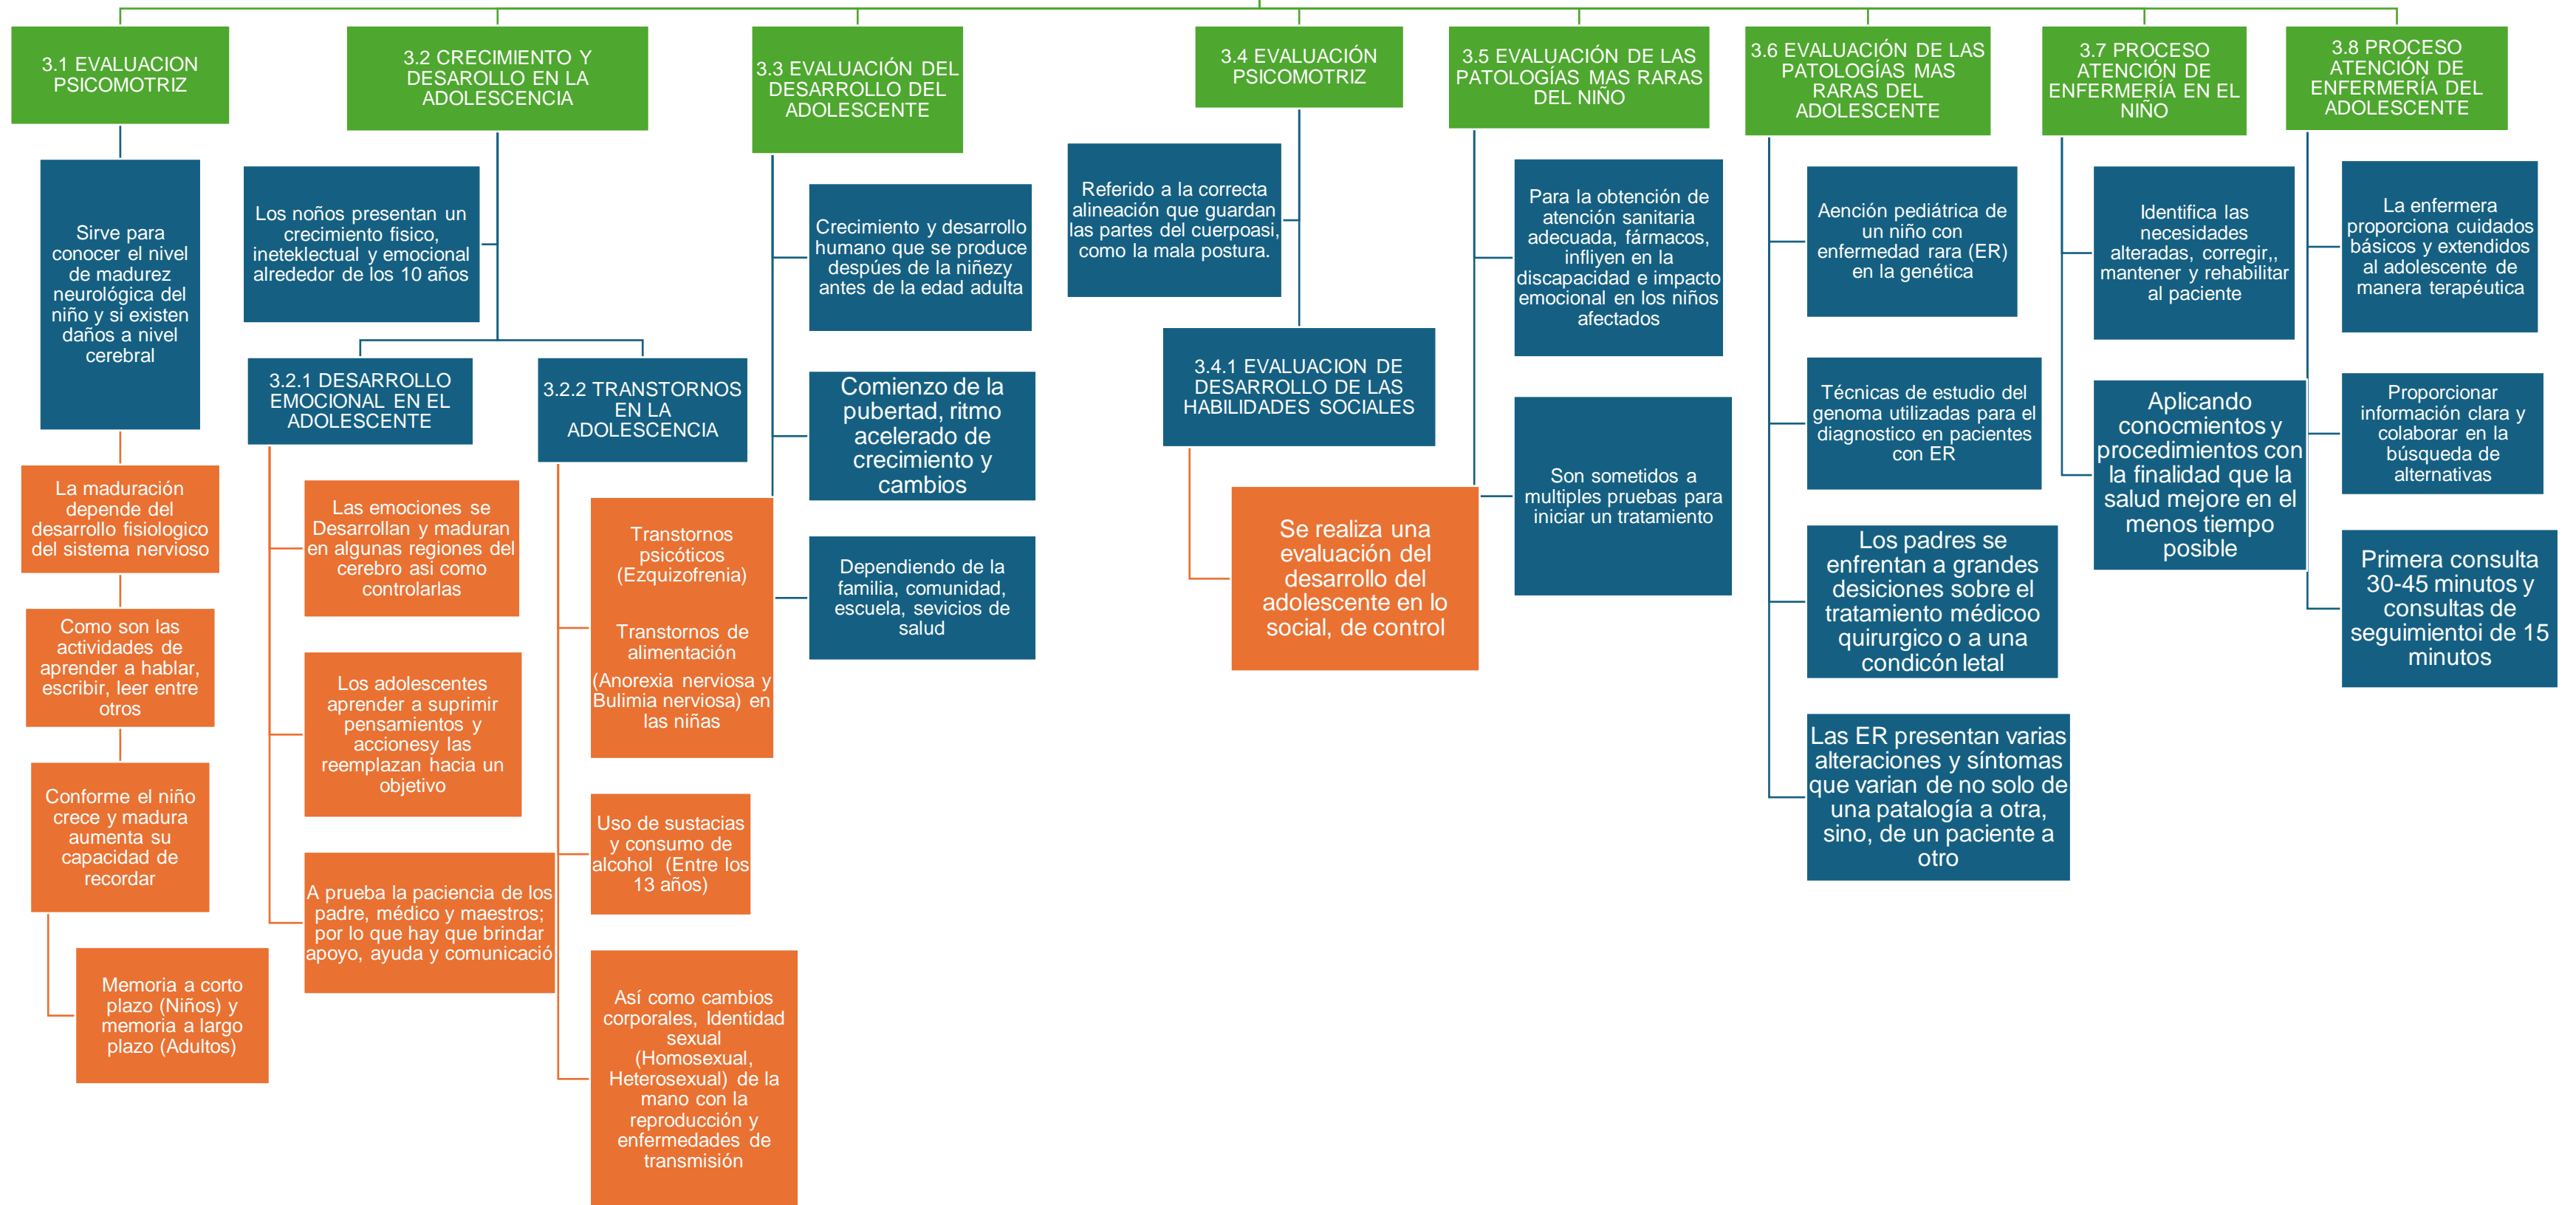 3.1 EVALUACION
PSICOMOTRIZ
Sirve para
conocer el nivel
de madurez
neurológica del
niño y si existen
daños a nivel
cerebral
La maduración
depende del
desarrollo fisiologico
del sistema nervioso
Como son las
actividades de
aprender a hablar,
escribir, leer entre
otros
Conforme el niño
crece y madura
aumenta su
capacidad de
recordar
Memoria a corto
plazo (Niños) y
memoria a largo
plazo (Adultos)
3.2 CRECIMIENTO Y
DESAROLLO EN LA
ADOLESCENCIA
Los noños presentan un
crecimiento fisico,
ineteklectual y emocional
alrededor de los 10 años
3.2.1 DESARROLLO
EMOCIONAL EN EL
ADOLESCENTE
Las emociones se
Desarrollan y maduran
en algunas regiones del
cerebro asi como
controlarlas
Los adolescentes
aprender a suprimir
pensamientos y
accionesy las
reemplazan hacia un
objetivo
A prueba la paciencia de los
padre, médico y maestros;
por lo que hay que brindar
apoyo, ayuda y comunicació
3.2.2 TRANSTORNOS
EN LA
ADOLESCENCIA
Transtornos
psicóticos
(Ezquizofrenia)
Transtornos de
alimentación
(Anorexia nerviosa y
Bulimia nerviosa) en
las niñas
Uso de sustacias
y consumo de
alcohol (Entre los
13 años)
Así como cambios
corporales, Identidad
sexual
(Homosexual,
Heterosexual) de la
mano con la
reproducción y
enfermedades de
transmisión
3.3 EVALUACIÓN DEL
DESARROLLO DEL
ADOLESCENTE
Crecimiento y desarrollo
humano que se produce
despúes de la niñezy
antes de la edad adulta
Comienzo de la
pubertad, ritmo
acelerado de
crecimiento y
cambios
Dependiendo de la
familia, comunidad,
escuela, sevicios de
salud
3.4 EVALUACIÓN
PSICOMOTRIZ
Referido a la correcta
alineación que guardan
las partes del cuerpoasi,
como la mala postura.
3.4.1 EVALUACION DE
DESARROLLO DE LAS
HABILIDADES SOCIALES
Se realiza una
evaluación del
desarrollo del
adolescente en lo
social, de control
3.5 EVALUACIÓN DE LAS
PATOLOGÍAS MAS RARAS
DEL NIÑO
Para la obtención de
atención sanitaria
adecuada, fármacos,
infliyen en la
discapacidad e impacto
emocional en los niños
afectados
Son sometidos a
multiples pruebas para
iniciar un tratamiento
3.6 EVALUACIÓN DE LAS
PATOLOGÍAS MAS
RARAS DEL
ADOLESCENTE
Aención pediátrica de
un niño con
enfermedad rara (ER)
en la genética
Técnicas de estudio del
genoma utilizadas para el
diagnostico en pacientes
con ER
Los padres se
enfrentan a grandes
desiciones sobre el
tratamiento médicoo
quirurgico o a una
condicón letal
Las ER presentan varias
alteraciones y síntomas
que varian de no solo de
una patalogía a otra,
sino, de un paciente a
otro
3.7 PROCESO
ATENCIÓN DE
ENFERMERÍA EN EL
NIÑO
Identifica las
necesidades
alteradas, corregir,,
mantener y rehabilitar
al paciente
Aplicando
conocmientos y
procedimientos con
la finalidad que la
salud mejore en el
menos tiempo
posible
3.8 PROCESO
ATENCIÓN DE
ENFERMERÍA DEL
ADOLESCENTE
La enfermera
proporciona cuidados
básicos y extendidos
al adolescente de
manera terapéutica
Proporcionar
información clara y
colaborar en la
búsqueda de
alternativas
Primera consulta
30-45 minutos y
consultas de
seguimientoi de 15
minutos